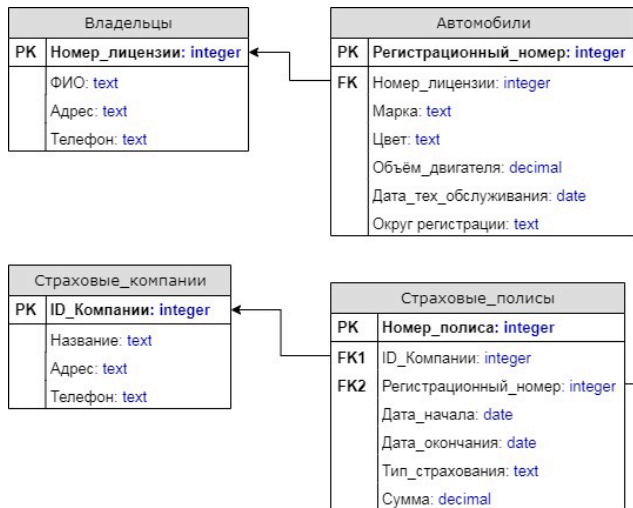 Владельцы
PK Номер_лицензии: integer
ФИО: text
Адрес: text
Телефон: text
Автомобили
PK Регистрационный_номер: integer
FK Номер_лицензии: integer
Марка: text
Цвет: text
Объём_двигателя: decimal
Дата_тех_обслуживания: date
Округ регистрации: text
Страховые_компании
PK ID_Компании: integer
Название: text
Адрес: text
Телефон: text
Страховые_полисы
PK Номер_полиса: integer
FK1 ID_Компании: integer
FK2 Регистрационный_номер: integer
Дата_начала: date
Дата_окончания: date
Тип_страхования: text
Сумма: decimal